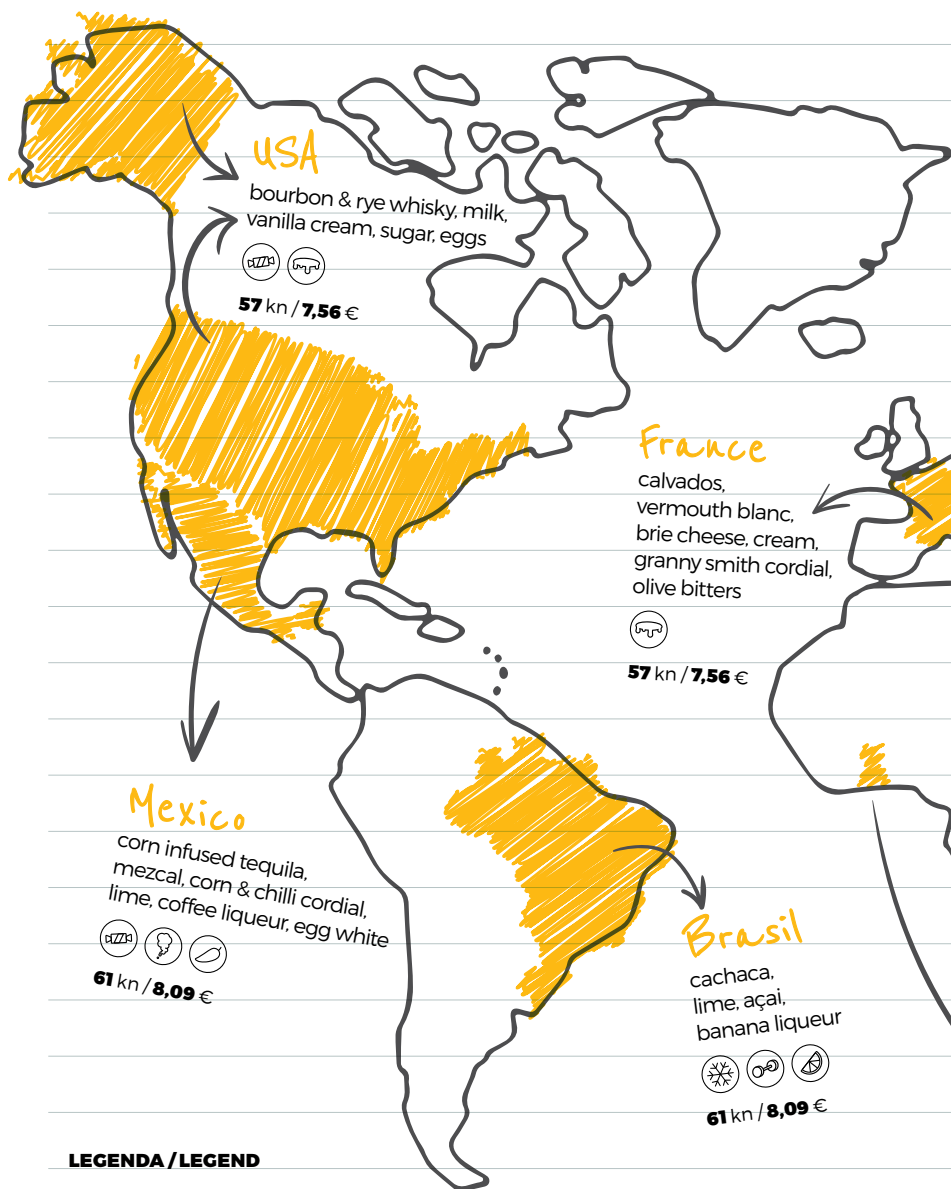 USA
bourbon & rye whisky, milk,
vanilla cream, sugar, eggs
57 kn / 7,56 €
France
calvados,
vermouth blanc,
brie cheese, cream,
granny smith cordial,
olive bitters
57 kn / 7,56 €
Mexico
corn infused tequila,
mezcal, corn & chilli cordial,
lime, coffee liqueur, egg white
61 kn / 8,09 €
Brasil
cachaca,
lime, açai,
banana liqueur
61 kn / 8,09 €
LEGENDA / LEGEND